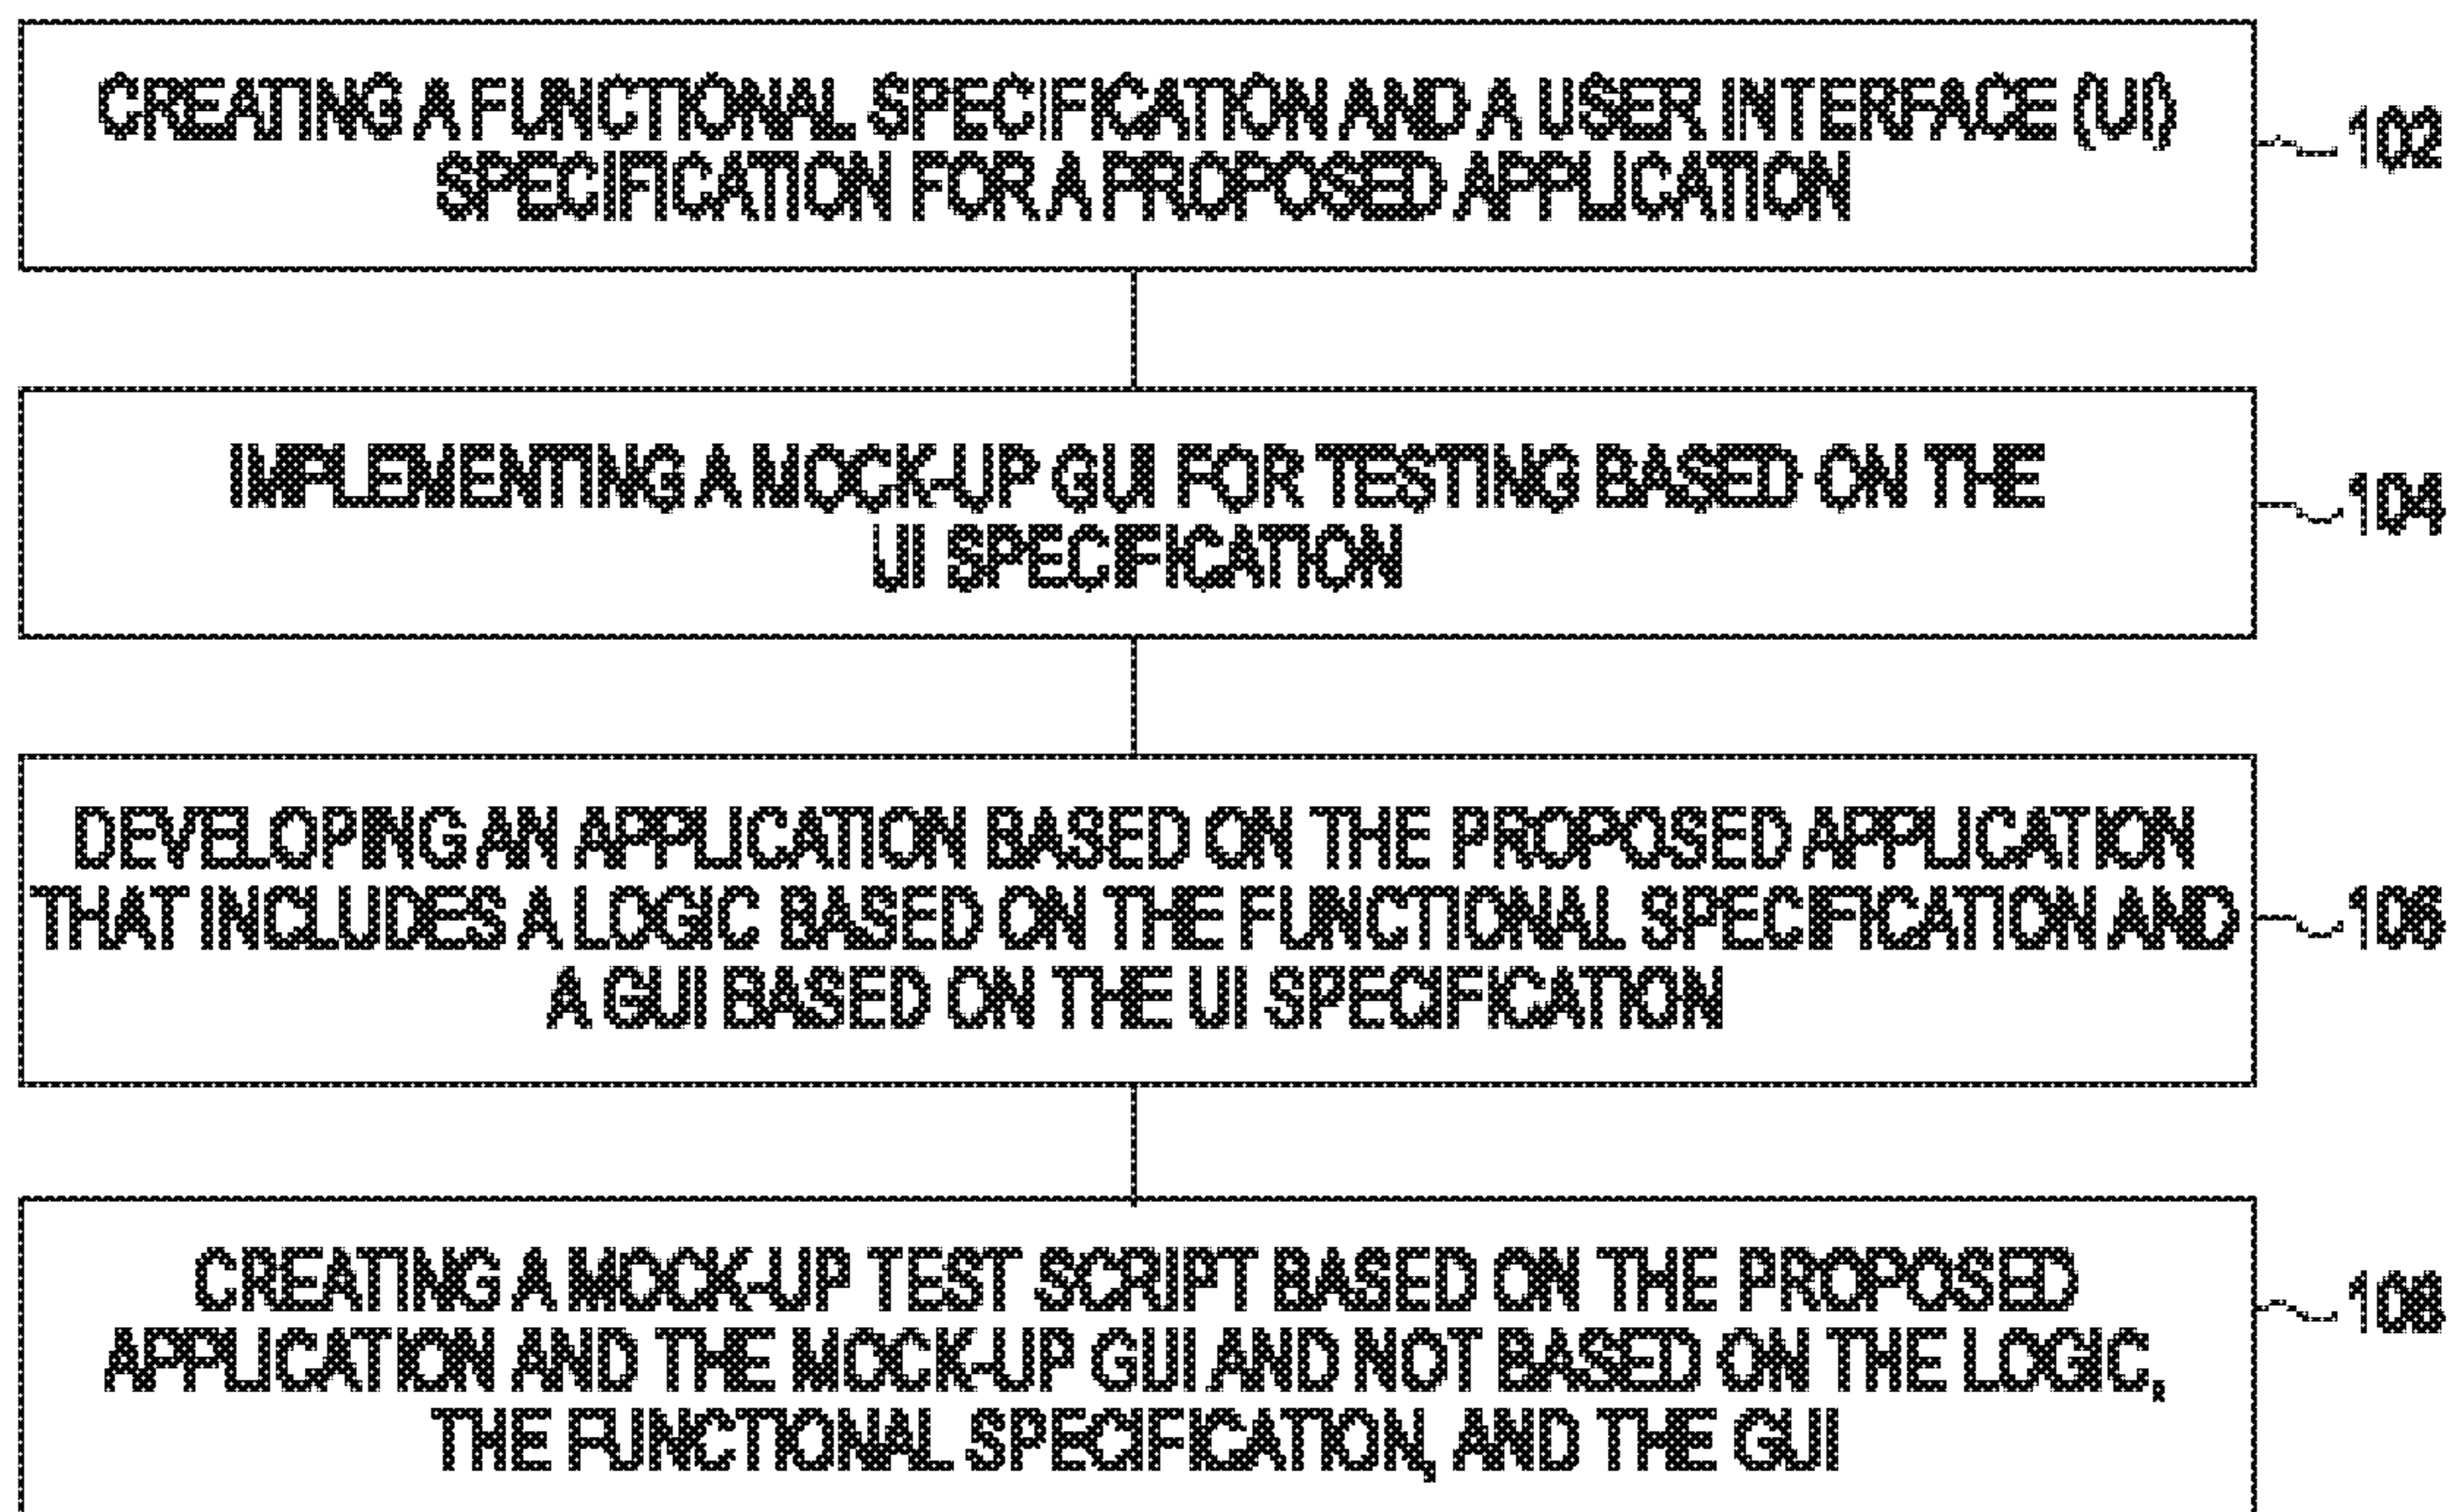 CREATING A FUNCTIONAL SPECIFICATION AND A USER INTERFACE (UI)
SPECIFICATION FOR A PROPOSED APPLICATION
102
IMPLEMENTING A MOCK-UP GUI FOR TESTING BASED ON THE
UI SPECIFICATION
104
DEVELOPING AN APPLICATION BASED ON THE PROPOSED APPLICATION
THAT INCLUDES A LOGIC BASED ON THE FUNCTIONAL SPECIFICATION AND
A GUI BASED ON THE UI SPECIFICATION
106
CREATING A MOCK-UP TEST SCRIPT BASED ON THE PROPOSED
APPLICATION AND THE MOCK-UP GUI AND NOT BASED ON THE LOGIC,
THE FUNCTIONAL SPECIFICATION, AND THE GUI
108